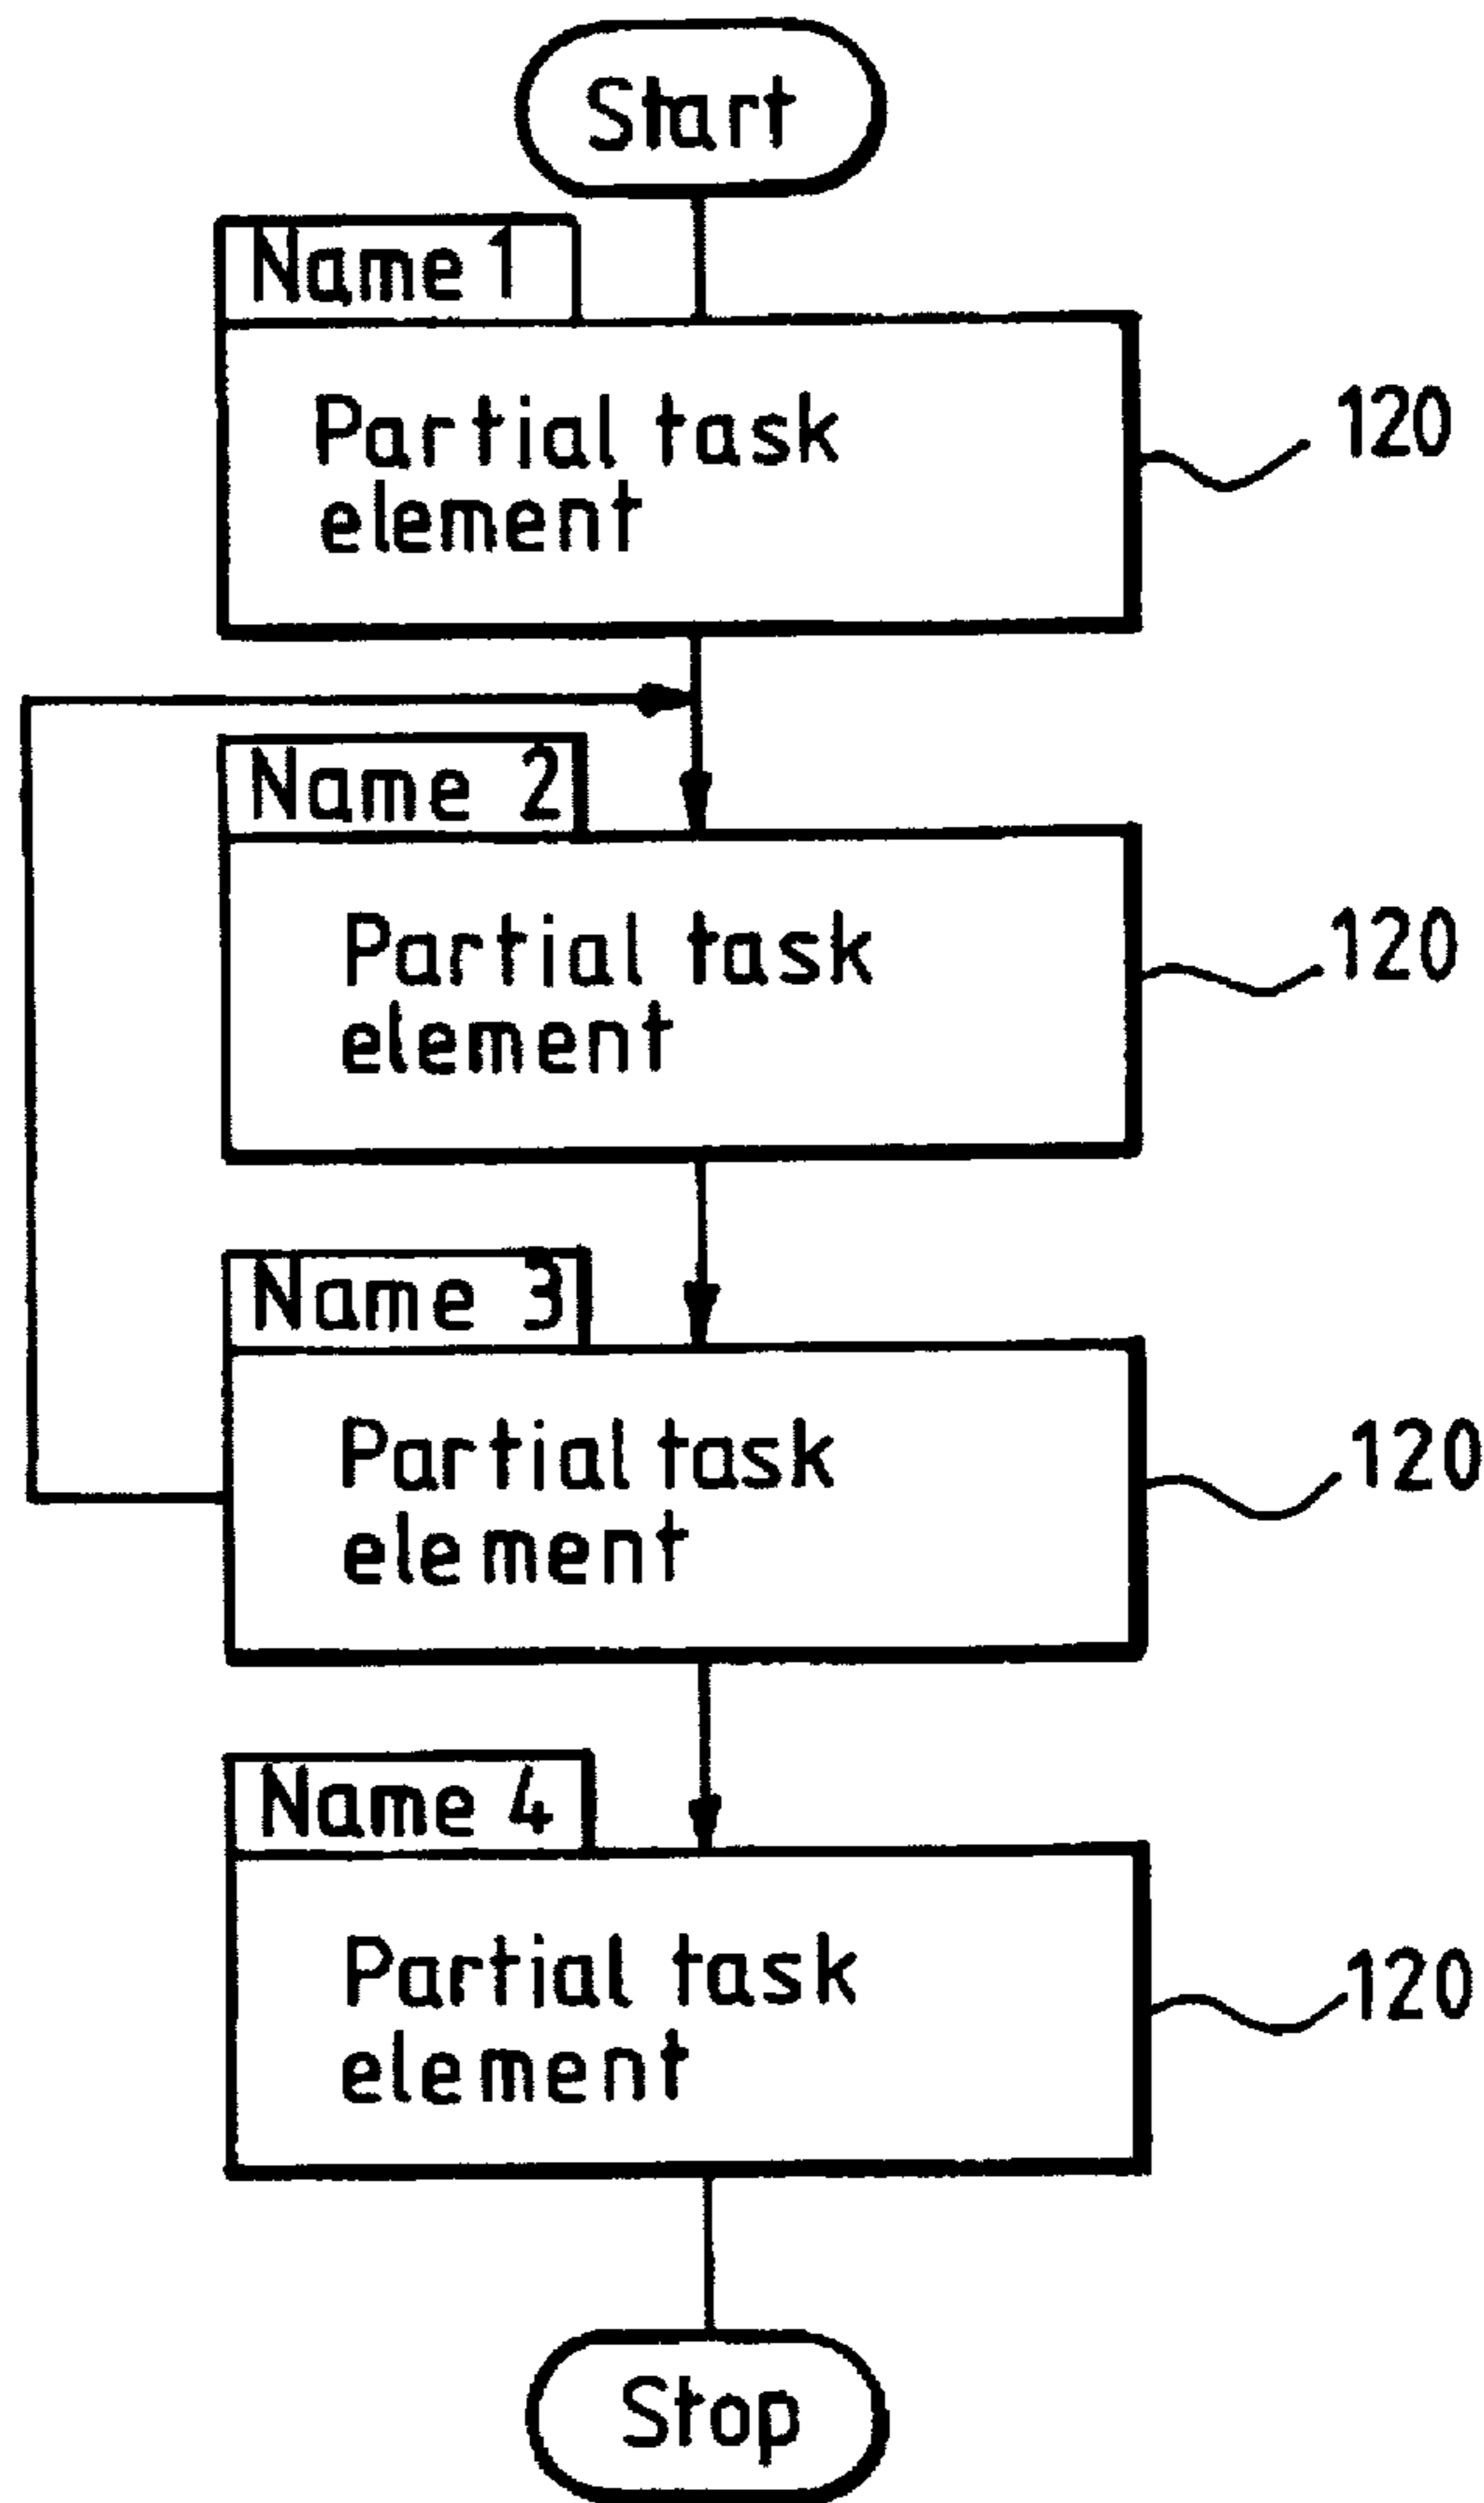 Start
Name 1
Partial task
element
120
Name 2
Partial task
element
120
Name 3
Partial task
element
120
Name 4
Partial task
element
120
Stop